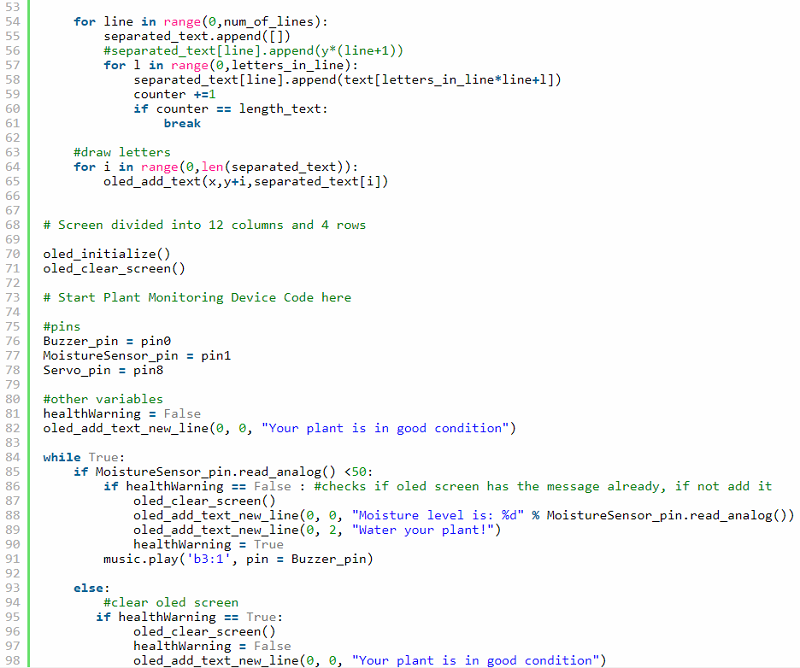 53
54     for line in range(0,num_of_lines):
55         separated_text.append([])
56         #separated_text[line].append(y*(line+1))
57         for l in range(0,letters_in_line):
58             separated_text[line].append(text[letters_in_line*line+l])
59             counter +=1
60             if counter == length_text:
61                 break
62
63     #draw letters
64     for i in range(0,len(separated_text)):
65         oled_add_text(x,y+i,separated_text[i])
66
67
68 # Screen divided into 12 columns and 4 rows
69
70 oled_initialize()
71 oled_clear_screen()
72
73 # Start Plant Monitoring Device Code here
74
75 #pins
76 Buzzer_pin = pin0
77 MoistureSensor_pin = pin1
78 Servo_pin = pin8
79
80 #other variables
81 healthWarning = False
82 oled_add_text_new_line(0, 0, "Your plant is in good condition")
83
84 while True:
85     if MoistureSensor_pin.read_analog() <50:
86         if healthWarning == False : #checks if oled screen has the message already, if not add it
87             oled_clear_screen()
88             oled_add_text_new_line(0, 0, "Moisture level is: %d" % MoistureSensor_pin.read_analog())
89             oled_add_text_new_line(0, 2, "Water your plant!")
90             healthWarning = True
91         music.play('b3:1', pin = Buzzer_pin)
92
93     else:
94         #clear oled screen
95        if healthWarning == True:
96             oled_clear_screen()
97             healthWarning = False
98             oled_add_text_new_line(0, 0, "Your plant is in good condition")